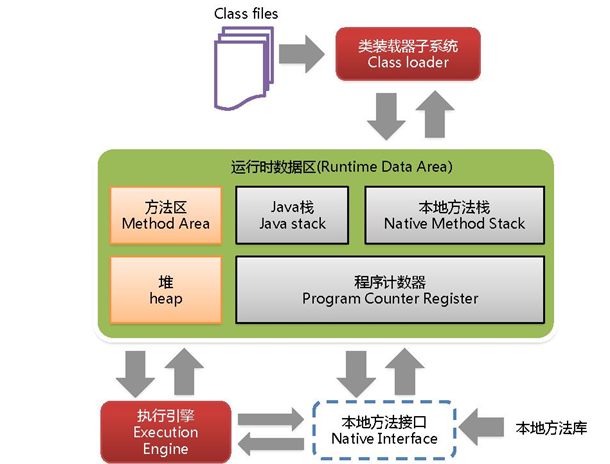 Class files
类装载器子系统
Class loader
运行时数据区(Runtime Data Area)
方法区
Method Area
Java栈
Java stack
本地方法栈
Native Method Stack
堆
heap
程序计数器
Program Counter Register
执行引擎
Execution
Engine
本地方法接口
Native Interface
本地方法库